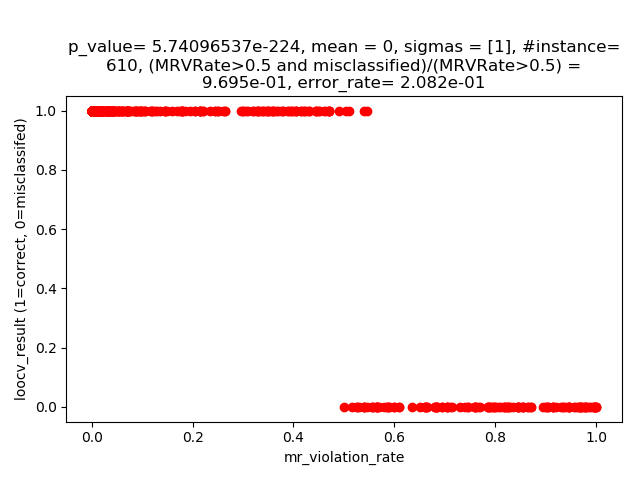 p_value= 5.74096537e-224, mean = 0, sigmas = [1], #instance=
610, (MRVRate>0.5 and misclassified)/(MRVRate>0.5) =
9.695e-01, error_rate= 2.082e-01
1.0
0.8
0.6
0.4
0.2
0.0
loocv_result (1=correct, 0=misclassifed)
0.0 0.2 0.4 0.6 0.8 1.0
mr_violation_rate